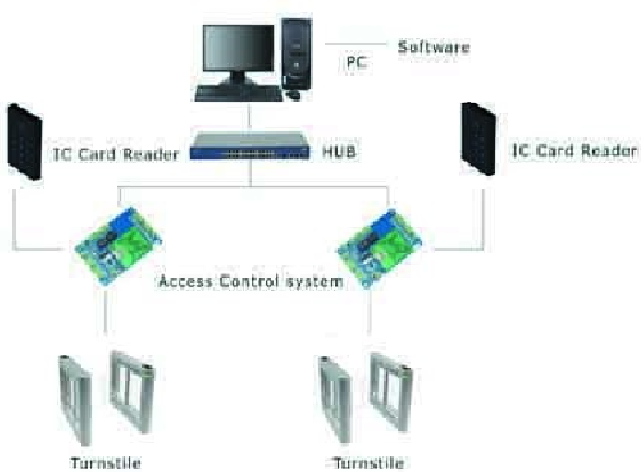 Software
PC
IC Card Reader
HUB
IC Card Reader
Access Control system
Turnstile
Turnstile